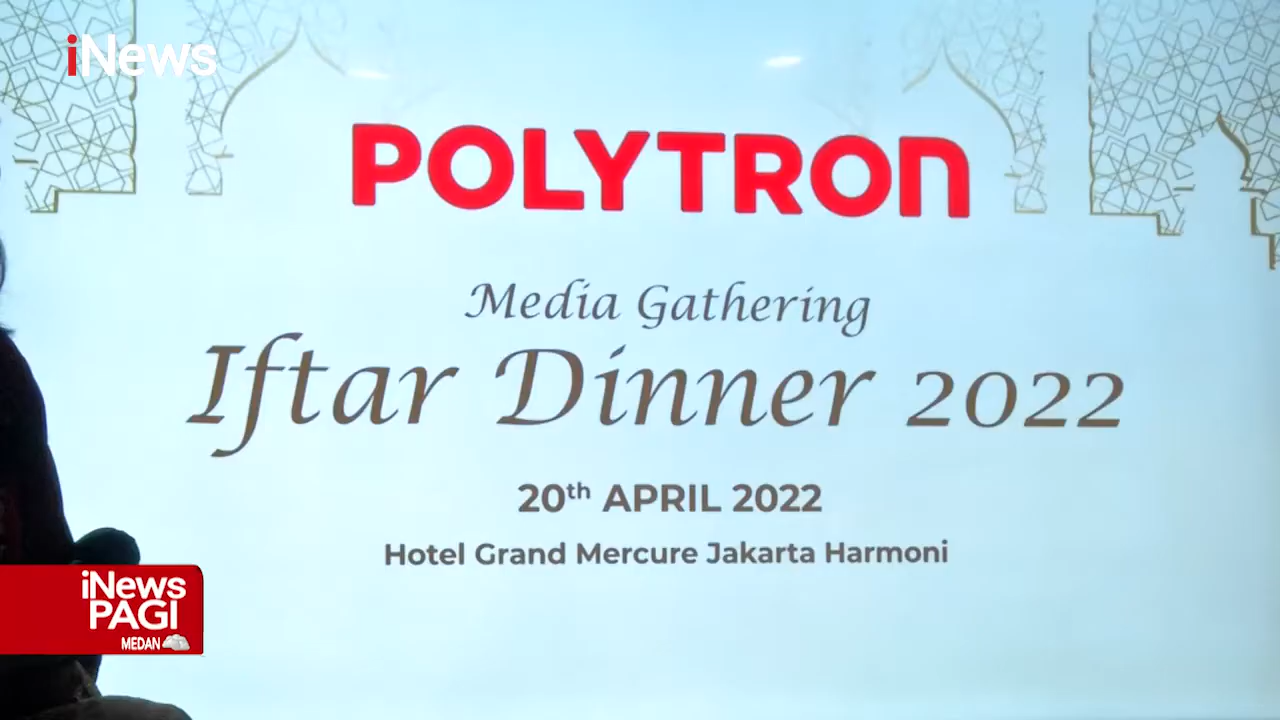 iNews
POLYTRON
Media Gathering
Iftar Dinner 2022
20th APRIL 2022
Hotel Grand Mercure Jakarta Harmoni
iNews
PAGI
MEDAN